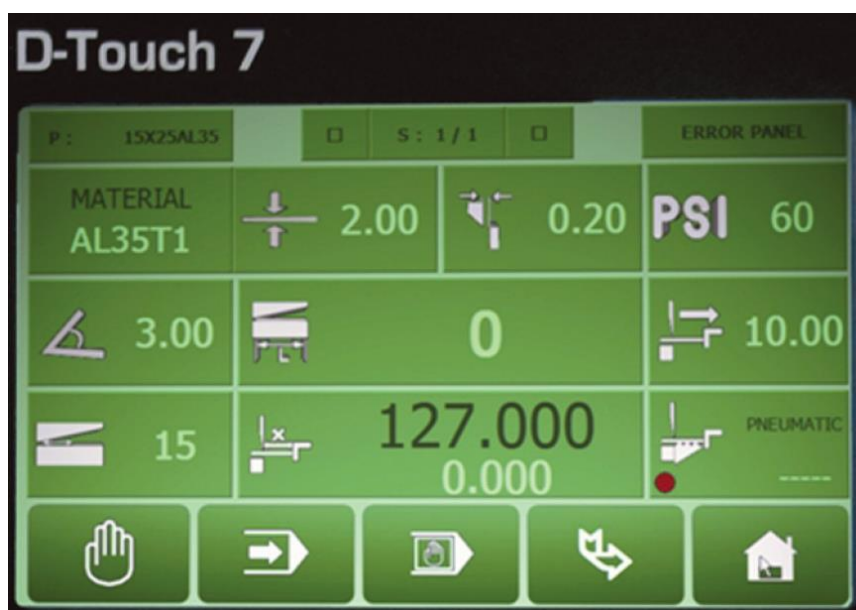 D-Touch 7
P: 15X25AL35
S: 1/1
ERROR PANEL
MATERIAL
AL35T1
2.00
0.20
PSI 60
3.00
L
0
10.00
15
x
127.000
0.000
PNEUMATIC
-----